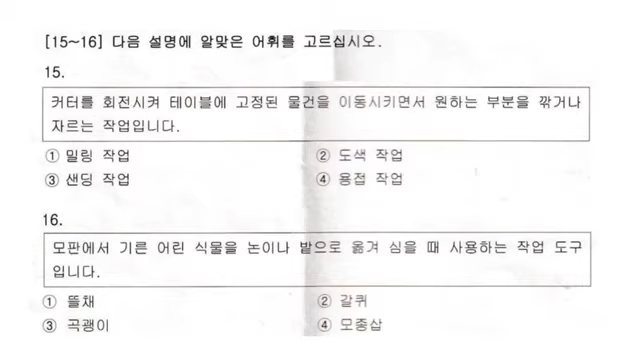 [15~16] 다음 설명에 알맞은 어휘를 고르십시오.
15.
커터를 회전시켜 테이블에 고정된 물건을 이동시키면서 원하는 부분을 깎거나
자르는 작업입니다.
① 밀링 작업 ② 도색 작업
③ 샌딩 작업 ④ 용접 작업
16.
모판에서 기른 어린 식물을 논이나 밭으로 옮겨 심을 때 사용하는 작업 도구
입니다.
① 뜰채 ② 갈퀴
③ 곡괭이 ④ 모종삽